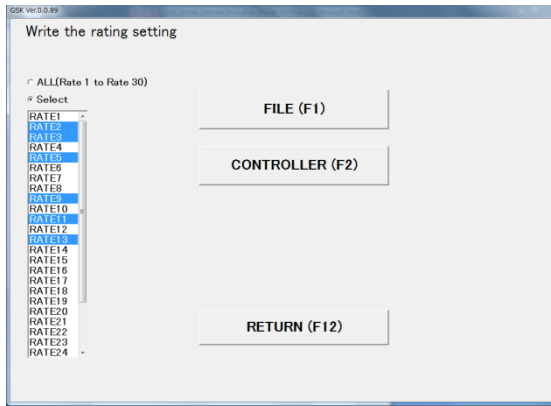 GSK Ver.0.0.89
Write the rating setting
ALL(Rate 1 to Rate 30)
Select
RATE1
RATE2
RATE3
RATE4
RATE5
RATE6
RATE7
RATE8
RATE9
RATE10
RATE11
RATE12
RATE13
RATE14
RATE15
RATE16
RATE17
RATE18
RATE19
RATE20
RATE21
RATE22
RATE23
RATE24
FILE (F1)
CONTROLLER (F2)
RETURN (F12)